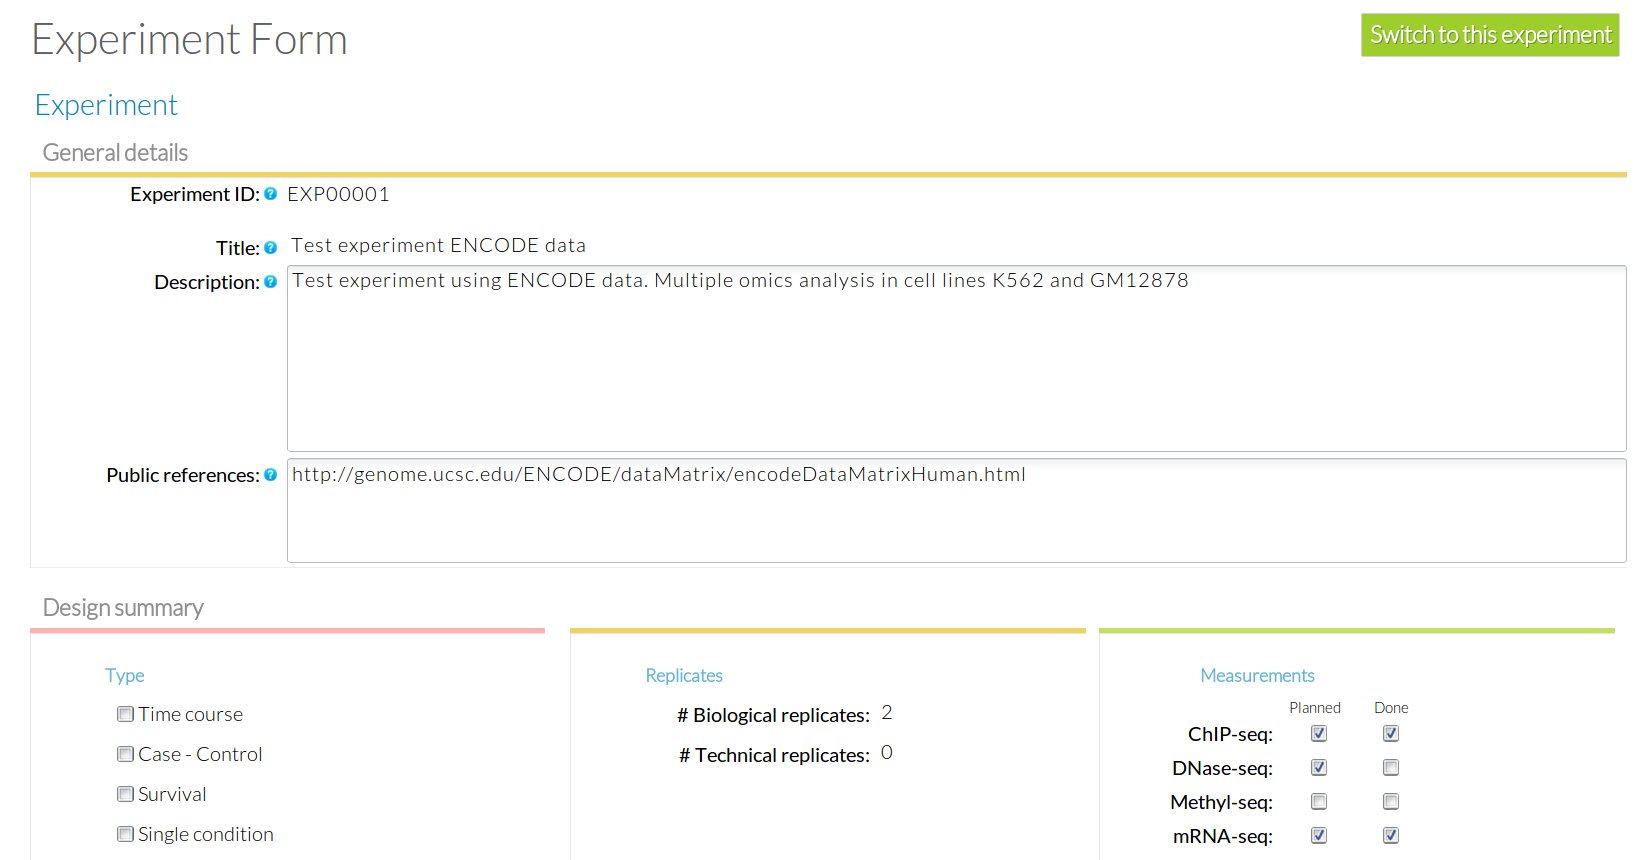 Experiment Form
Switch to this experiment
Experiment
General details
Experiment ID: ? EXP00001
Title: ? Test experiment ENCODE data
Description: ? Test experiment using ENCODE data. Multiple omics analysis in cell lines K562 and GM12878
Public references: ? http://genome.ucsc.edu/ENCODE/dataMatrix/encodeDataMatrixHuman.html
Design summary
Type
Time course
Case - Control
Survival
Single condition
Replicates
# Biological replicates: 2
# Technical replicates: 0
Measurements
Planned Done
ChIP-seq:
DNase-seq:
Methyl-seq:
mRNA-seq: